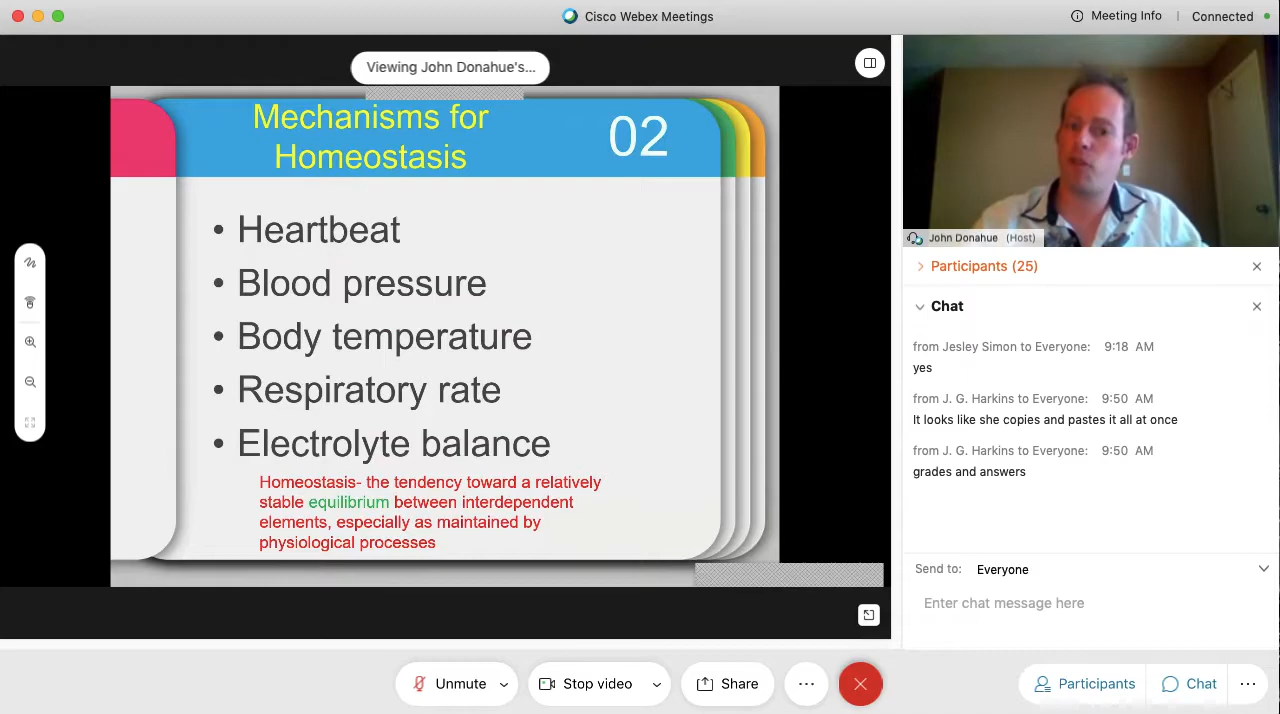 Cisco Webex Meetings
Meeting Info
Connected
Viewing John Donahue's...
Mechanisms for
Homeostasis
02
• Heartbeat
• Blood pressure
• Body temperature
• Respiratory rate
• Electrolyte balance
Homeostasis- the tendency toward a relatively
stable equilibrium between interdependent
elements, especially as maintained by
physiological processes
John Donahue (Host)
Participants (25)
Chat
from Jesley Simon to Everyone: 9:18 AM
yes
from J. G. Harkins to Everyone: 9:50 AM
It looks like she copies and pastes it all at once
from J. G. Harkins to Everyone: 9:50 AM
grades and answers
Send to: Everyone
Enter chat message here
Unmute
Stop video
Share
Participants
Chat